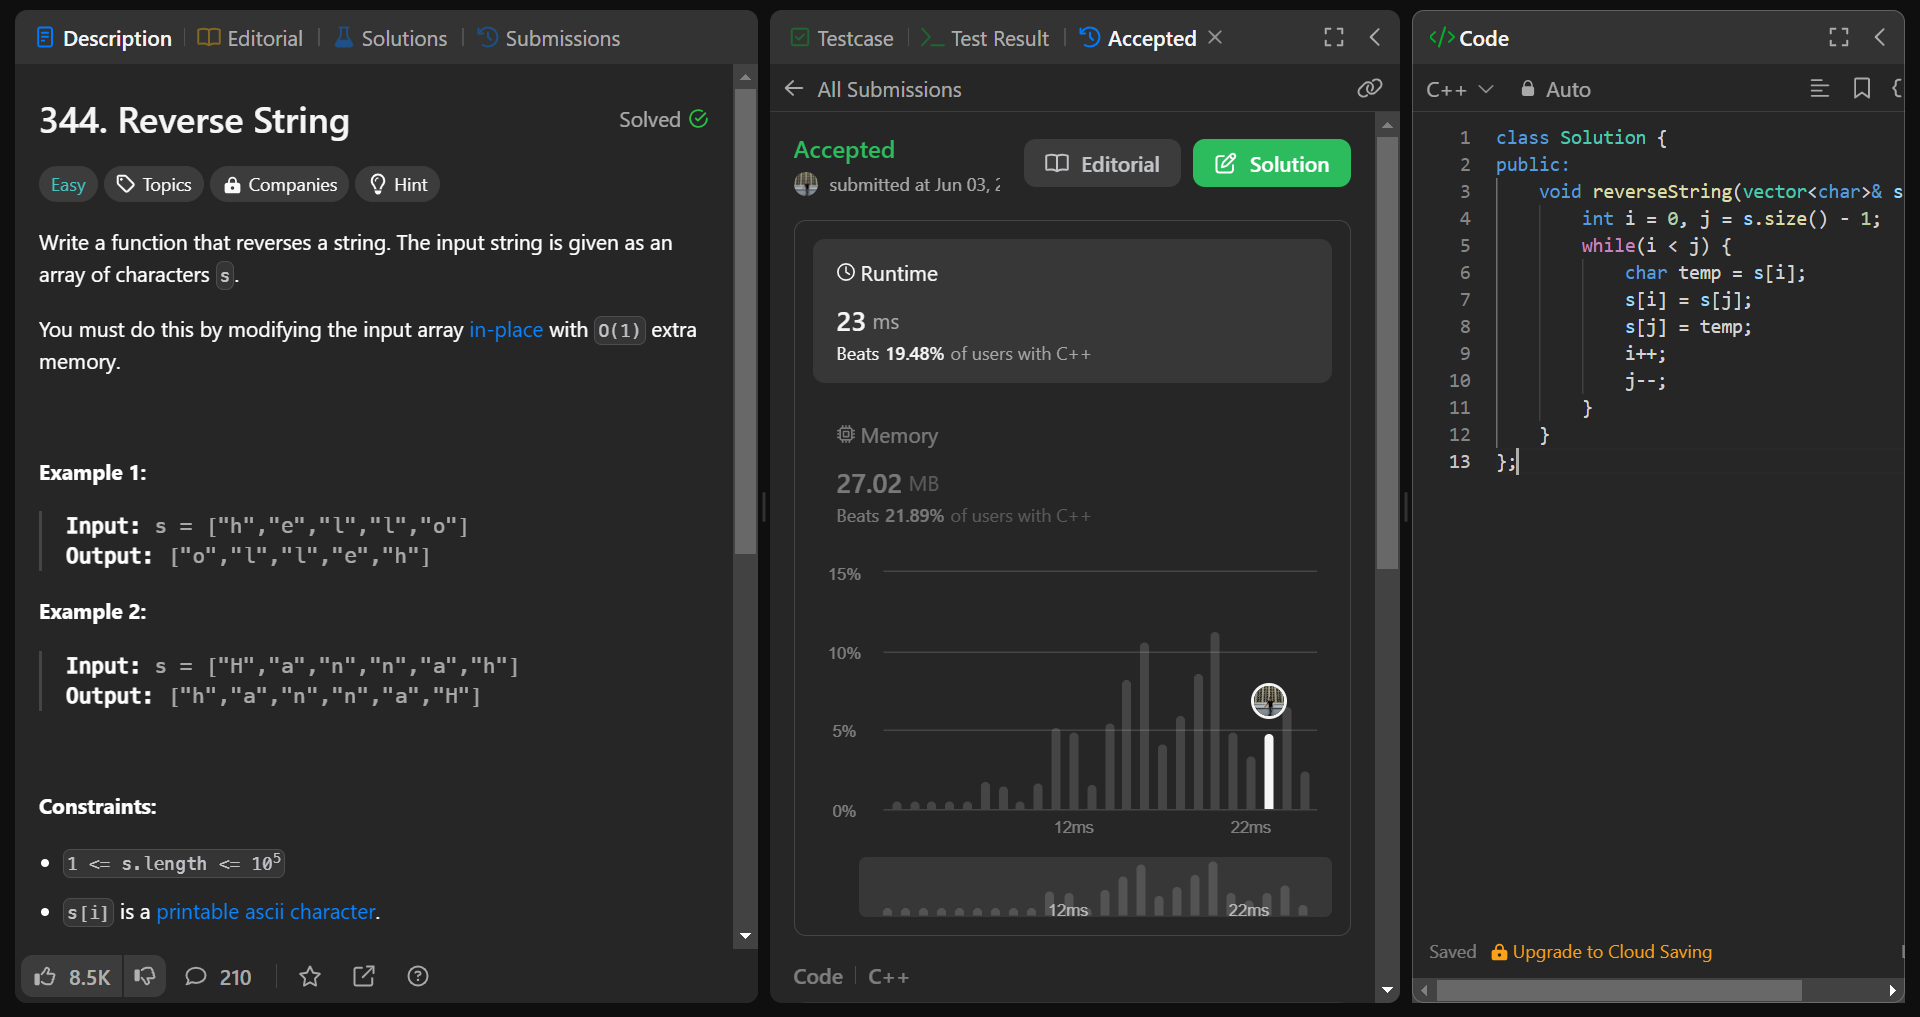 Description
Editorial
Solutions
Submissions
344. Reverse String
Solved
Easy
Topics
Companies
Hint
Write a function that reverses a string. The input string is given as an
array of characters s.
You must do this by modifying the input array in-place with O(1) extra
memory.
Example 1:
Input: s = ["h","e","l","l","o"]
Output: ["o","l","l","e","h"]
Example 2:
Input: s = ["H","a","n","n","a","h"]
Output: ["h","a","n","n","a","H"]
Constraints:
1 <= s.length <= 10⁵
s[i] is a printable ascii character.
8.5K
210
Testcase
Test Result
Accepted
All Submissions
Accepted
submitted at Jun 03,
Editorial
Solution
Runtime
23 ms
Beats 19.48% of users with C++
Memory
27.02 MB
Beats 21.89% of users with C++
15%
10%
5%
0%
12ms
22ms
12ms
22ms
Code
C++
</> Code
C++
Auto
1 class Solution {
2 public:
3 void reverseString(vector<char>& s
4 int i = 0, j = s.size() - 1;
5 while(i < j) {
6 char temp = s[i];
7 s[i] = s[j];
8 s[j] = temp;
9 i++;
10 j--;
11 }
12 }
13 };
Saved
Upgrade to Cloud Saving